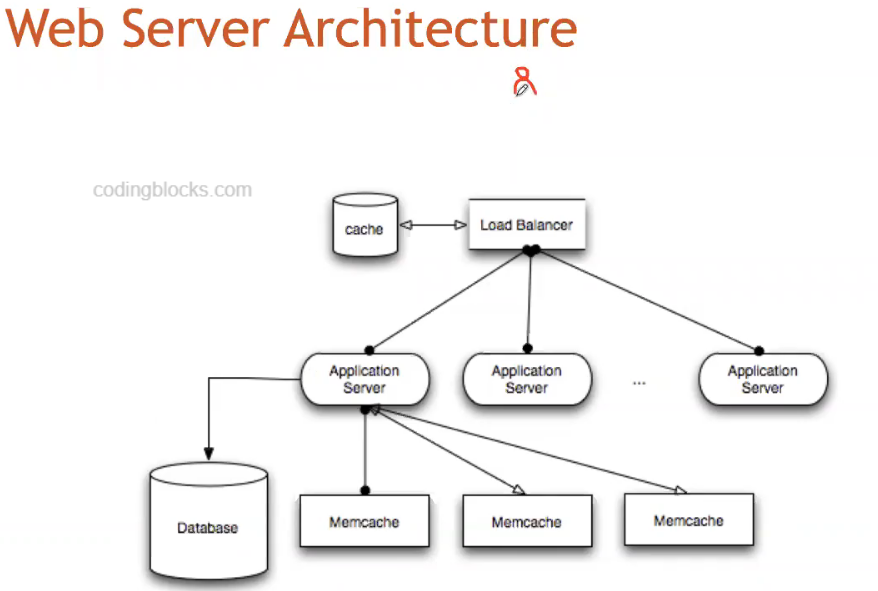 Web Server Architecture
codingblocks.com
cache
Load Balancer
Application
Server
Application
Server
...
Application
Server
Database
Memcache
Memcache
Memcache